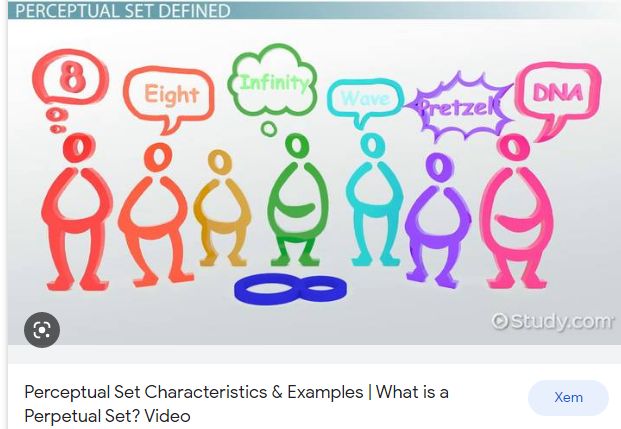 PERCEPTUAL SET DEFINED
8
Eight
Infinity
Wave
Pretzel
DNA
Study.com
Perceptual Set Characteristics & Examples | What is a
Perpetual Set? Video
Xem